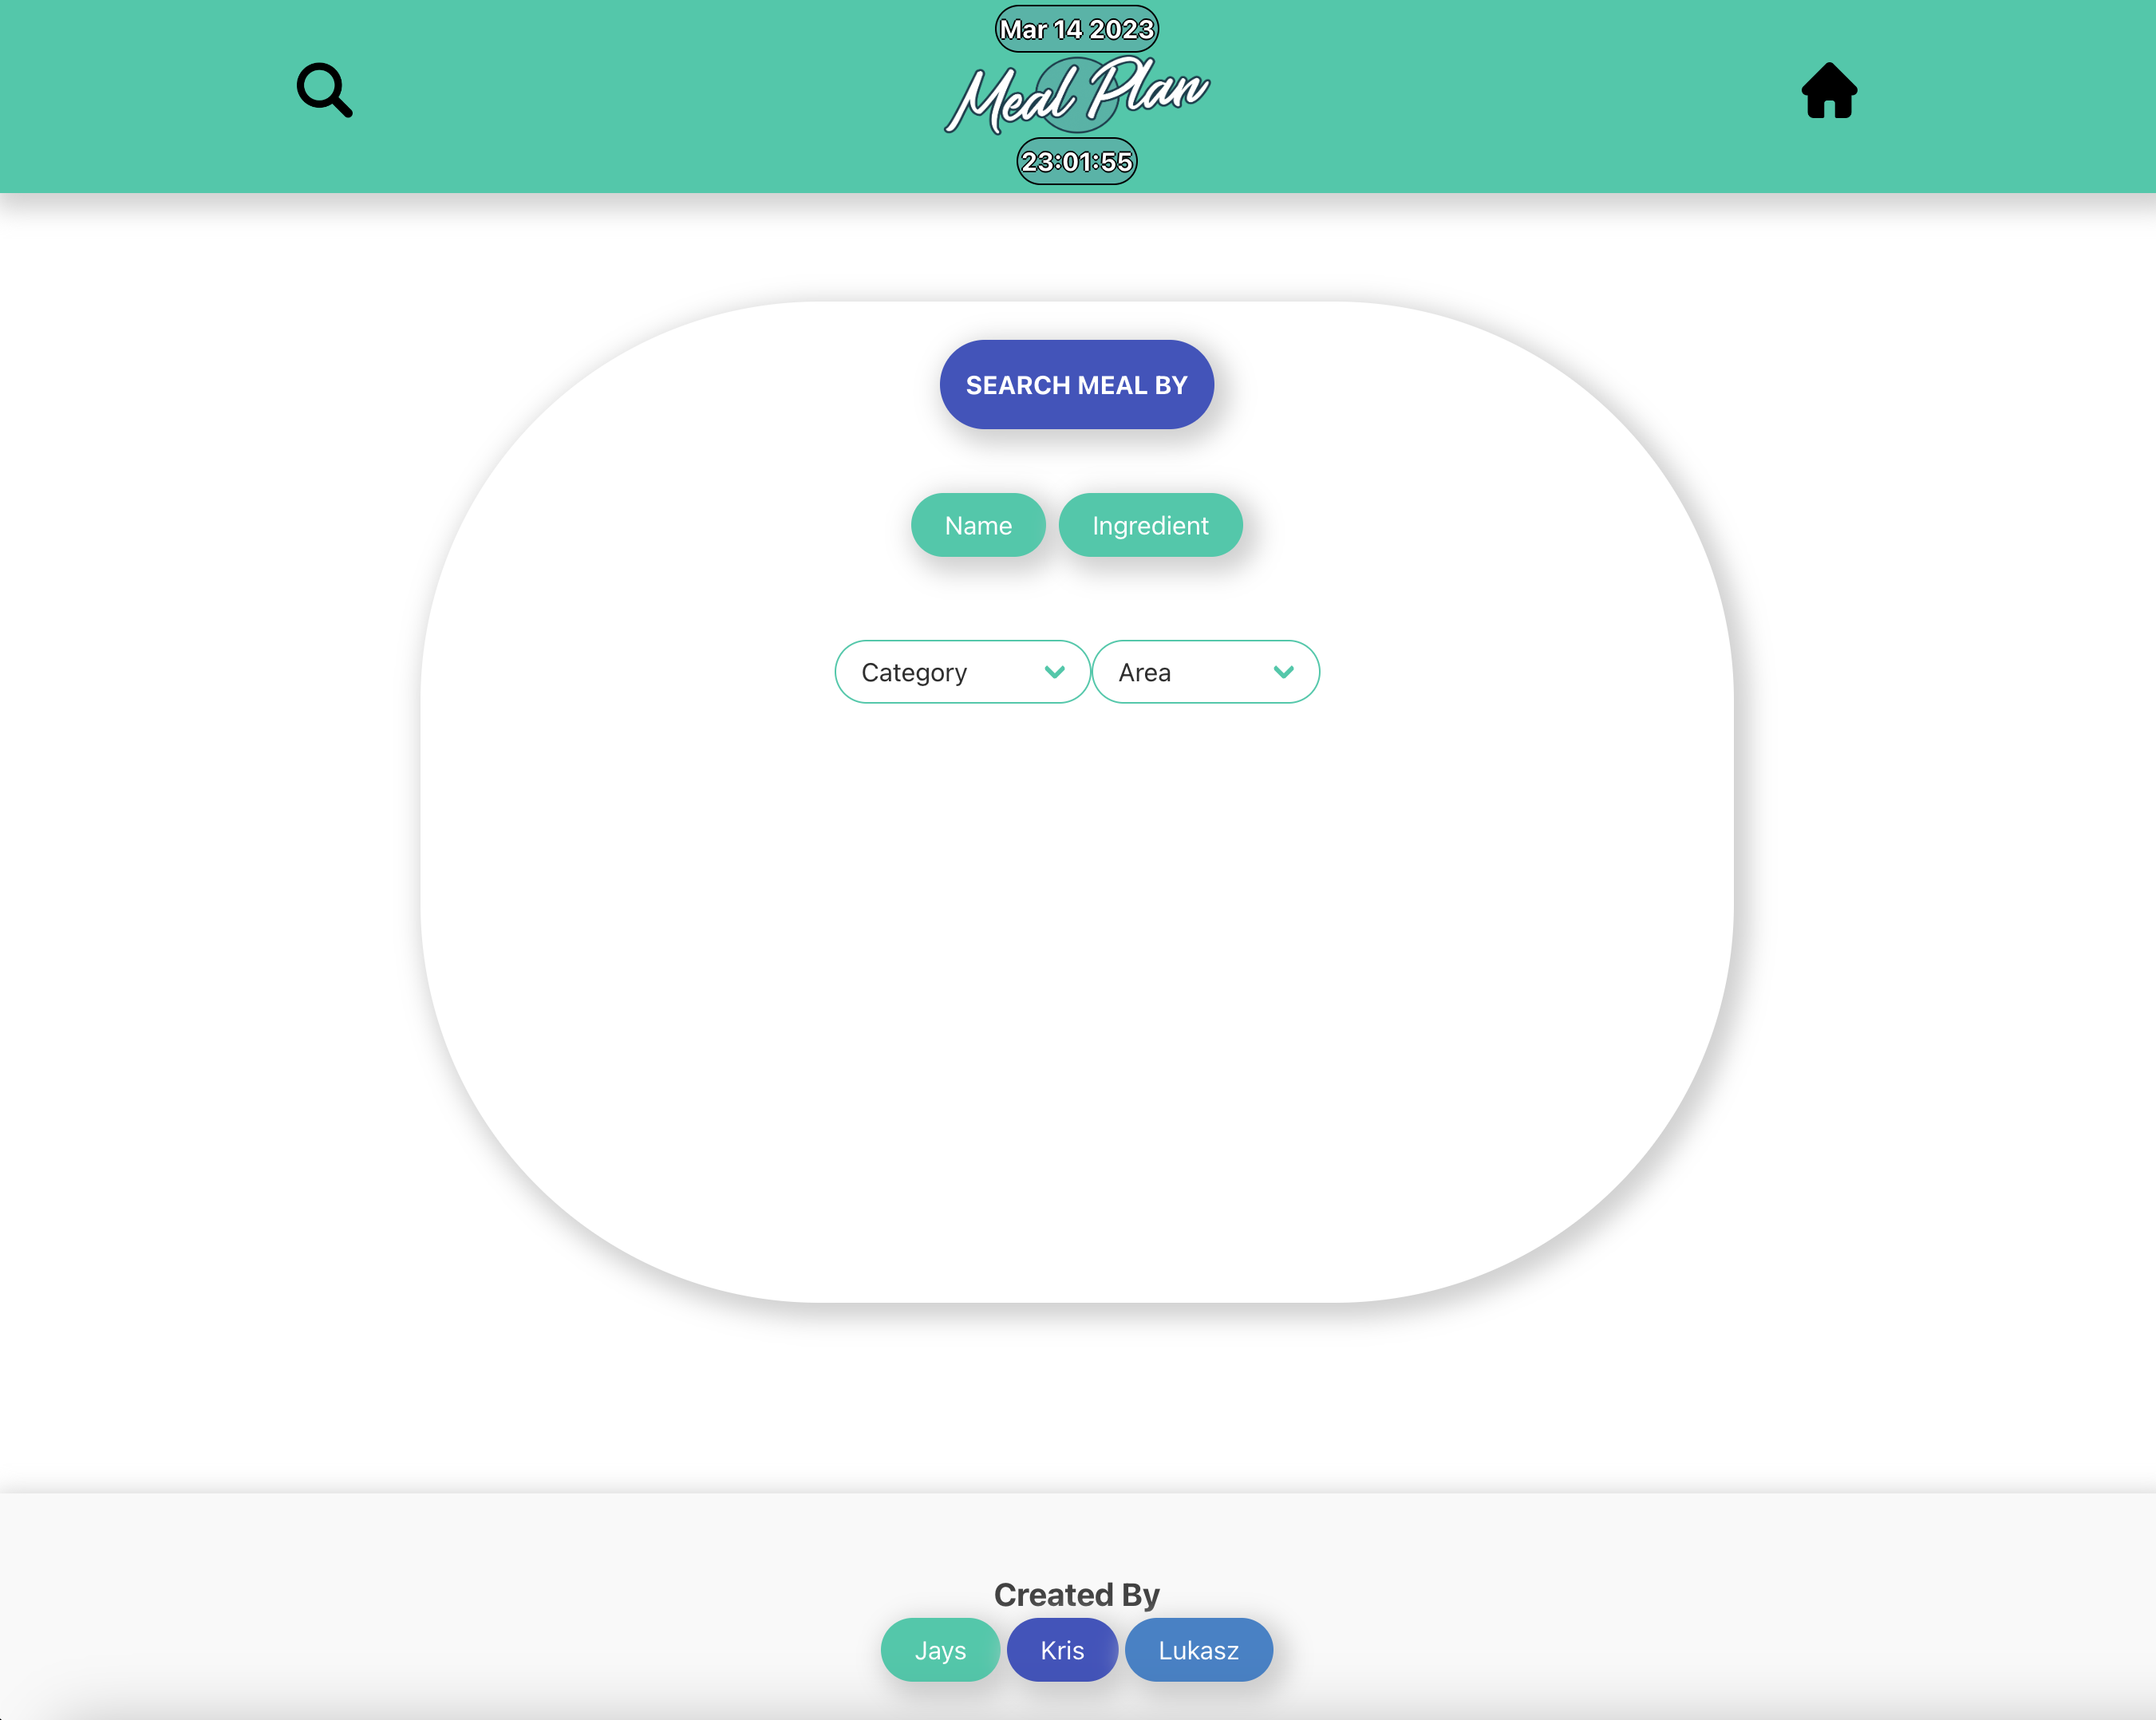 Mar 14 2023
Meal Plan
23:01:55
SEARCH MEAL BY
Name Ingredient
Category Area
Created By
Jays Kris Lukasz